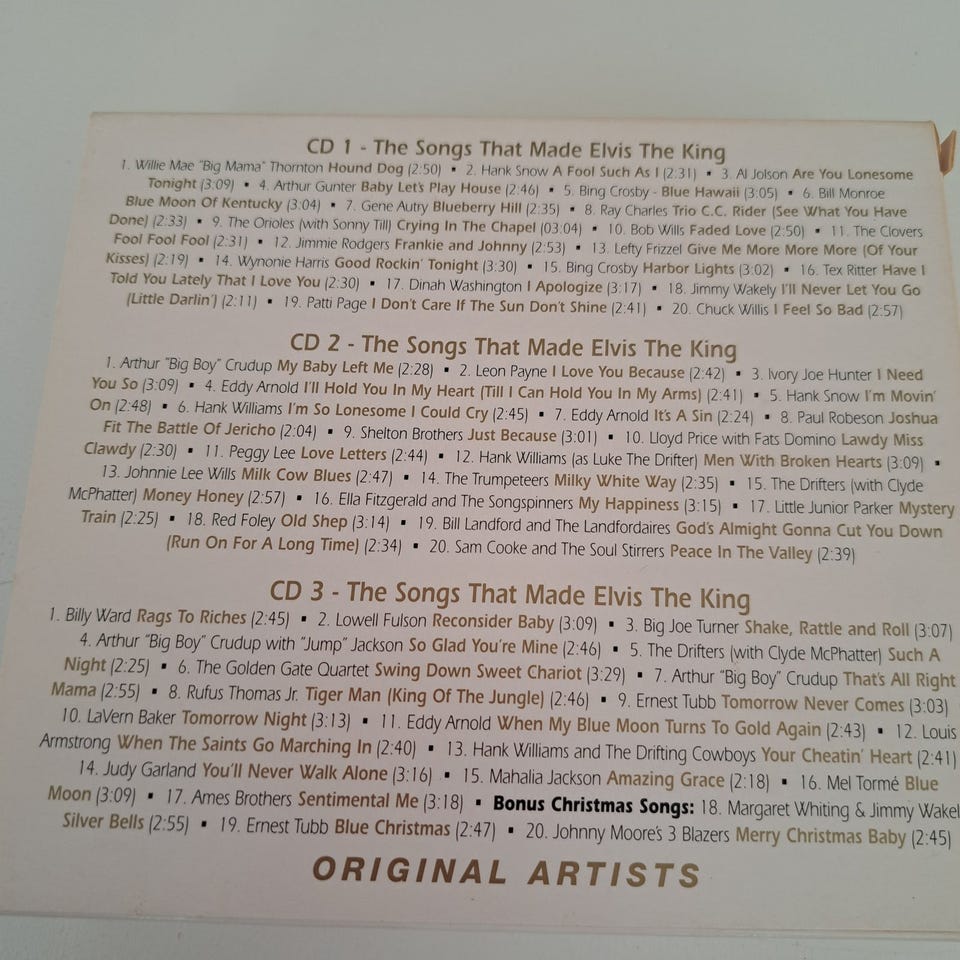 CD 1 - The Songs That Made Elvis The King
1. Willie Mae "Big Mama" Thornton Hound Dog (2:50) ▪ 2. Hank Snow A Fool Such As I (2:31) ▪ 3. Al Jolson Are You Lonesome
Tonight (3:09) ▪ 4. Arthur Gunter Baby Let's Play House (2:46) ▪ 5. Bing Crosby - Blue Hawaii (3:05) ▪ 6. Bill Monroe
Blue Moon Of Kentucky (3:04) ▪ 7. Gene Autry Blueberry Hill (2:35) ▪ 8. Ray Charles Trio C.C. Rider (See What You Have
Done) (2:33) ▪ 9. The Orioles (with Sonny Till) Crying In The Chapel (03:04) ▪ 10. Bob Wills Faded Love (2:50) ▪ 11. The Clovers
Fool Fool Fool (2:31) ▪ 12. Jimmie Rodgers Frankie and Johnny (2:53) ▪ 13. Lefty Frizzel Give Me More More More (Of Your
Kisses) (2:19) ▪ 14. Wynonie Harris Good Rockin' Tonight (3:30) ▪ 15. Bing Crosby Harbor Lights (3:02) ▪ 16. Tex Ritter Have I
Told You Lately That I Love You (2:30) ▪ 17. Dinah Washington I Apologize (3:17) ▪ 18. Jimmy Wakely I'll Never Let You Go
(Little Darlin') (2:11) ▪ 19. Patti Page I Don't Care If The Sun Don't Shine (2:41) ▪ 20. Chuck Willis I Feel So Bad (2:57)
CD 2 - The Songs That Made Elvis The King
1. Arthur "Big Boy" Crudup My Baby Left Me (2:28) ▪ 2. Leon Payne I Love You Because (2:42) ▪ 3. Ivory Joe Hunter I Need
You So (3:09) ▪ 4. Eddy Arnold I'll Hold You In My Heart (Till I Can Hold You In My Arms) (2:41) ▪ 5. Hank Snow I'm Movin'
On (2:48) ▪ 6. Hank Williams I'm So Lonesome I Could Cry (2:45) ▪ 7. Eddy Arnold It's A Sin (2:24) ▪ 8. Paul Robeson Joshua
Fit The Battle Of Jericho (2:04) ▪ 9. Shelton Brothers Just Because (3:01) ▪ 10. Lloyd Price with Fats Domino Lawdy Miss
Clawdy (2:30) ▪ 11. Peggy Lee Love Letters (2:44) ▪ 12. Hank Williams (as Luke The Drifter) Men With Broken Hearts (3:09) ▪
13. Johnnie Lee Wills Milk Cow Blues (2:47) ▪ 14. The Trumpeteers Milky White Way (2:35) ▪ 15. The Drifters (with Clyde
McPhatter) Money Honey (2:57) ▪ 16. Ella Fitzgerald and The Songspinners My Happiness (3:15) ▪ 17. Little Junior Parker Mystery
Train (2:25) ▪ 18. Red Foley Old Shep (3:14) ▪ 19. Bill Landford and The Landfordaires God's Almight Gonna Cut You Down
(Run On For A Long Time) (2:34) ▪ 20. Sam Cooke and The Soul Stirrers Peace In The Valley (2:39)
CD 3 - The Songs That Made Elvis The King
1. Billy Ward Rags To Riches (2:45) ▪ 2. Lowell Fulson Reconsider Baby (3:09) ▪ 3. Big Joe Turner Shake, Rattle and Roll (3:07)
4. Arthur "Big Boy" Crudup with "Jump" Jackson So Glad You're Mine (2:46) ▪ 5. The Drifters (with Clyde McPhatter) Such A
Night (2:25) ▪ 6. The Golden Gate Quartet Swing Down Sweet Chariot (3:29) ▪ 7. Arthur "Big Boy" Crudup That's All Right
Mama (2:55) ▪ 8. Rufus Thomas Jr. Tiger Man (King Of The Jungle) (2:46) ▪ 9. Ernest Tubb Tomorrow Never Comes (3:03)
10. LaVern Baker Tomorrow Night (3:13) ▪ 11. Eddy Arnold When My Blue Moon Turns To Gold Again (2:43) ▪ 12. Louis
Armstrong When The Saints Go Marching In (2:40) ▪ 13. Hank Williams and The Drifting Cowboys Your Cheatin' Heart (2:41)
14. Judy Garland You'll Never Walk Alone (3:16) ▪ 15. Mahalia Jackson Amazing Grace (2:18) ▪ 16. Mel Tormé Blue
Moon (3:09) ▪ 17. Ames Brothers Sentimental Me (3:18) ▪ Bonus Christmas Songs: 18. Margaret Whiting & Jimmy Wakel
Silver Bells (2:55) ▪ 19. Ernest Tubb Blue Christmas (2:47) ▪ 20. Johnny Moore's 3 Blazers Merry Christmas Baby (2:45)
ORIGINAL ARTISTS